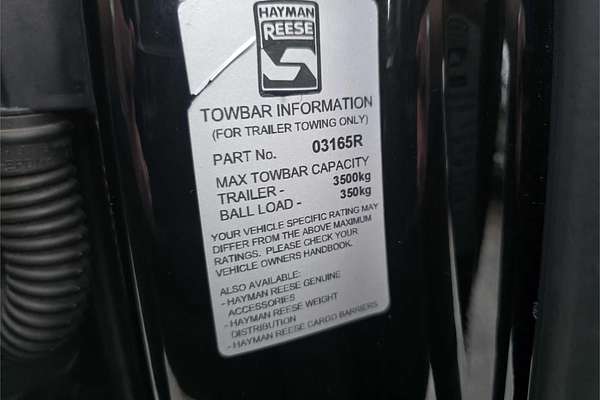 HAYMAN
REESE
TOWBAR INFORMATION
(FOR TRAILER TOWING ONLY)
PART No. 03165R
MAX TOWBAR CAPACITY
TRAILER - 3500kg
BALL LOAD - 350kg
YOUR VEHICLE SPECIFIC RATING MAY
DIFFER FROM THE ABOVE MAXIMUM
RATINGS. PLEASE CHECK YOUR
VEHICLE OWNERS HANDBOOK.
ALSO AVAILABLE:
- HAYMAN REESE GENUINE
ACCESSORIES
- HAYMAN REESE WEIGHT
DISTRIBUTION
- HAYMAN REESE CARGO BARRIERS